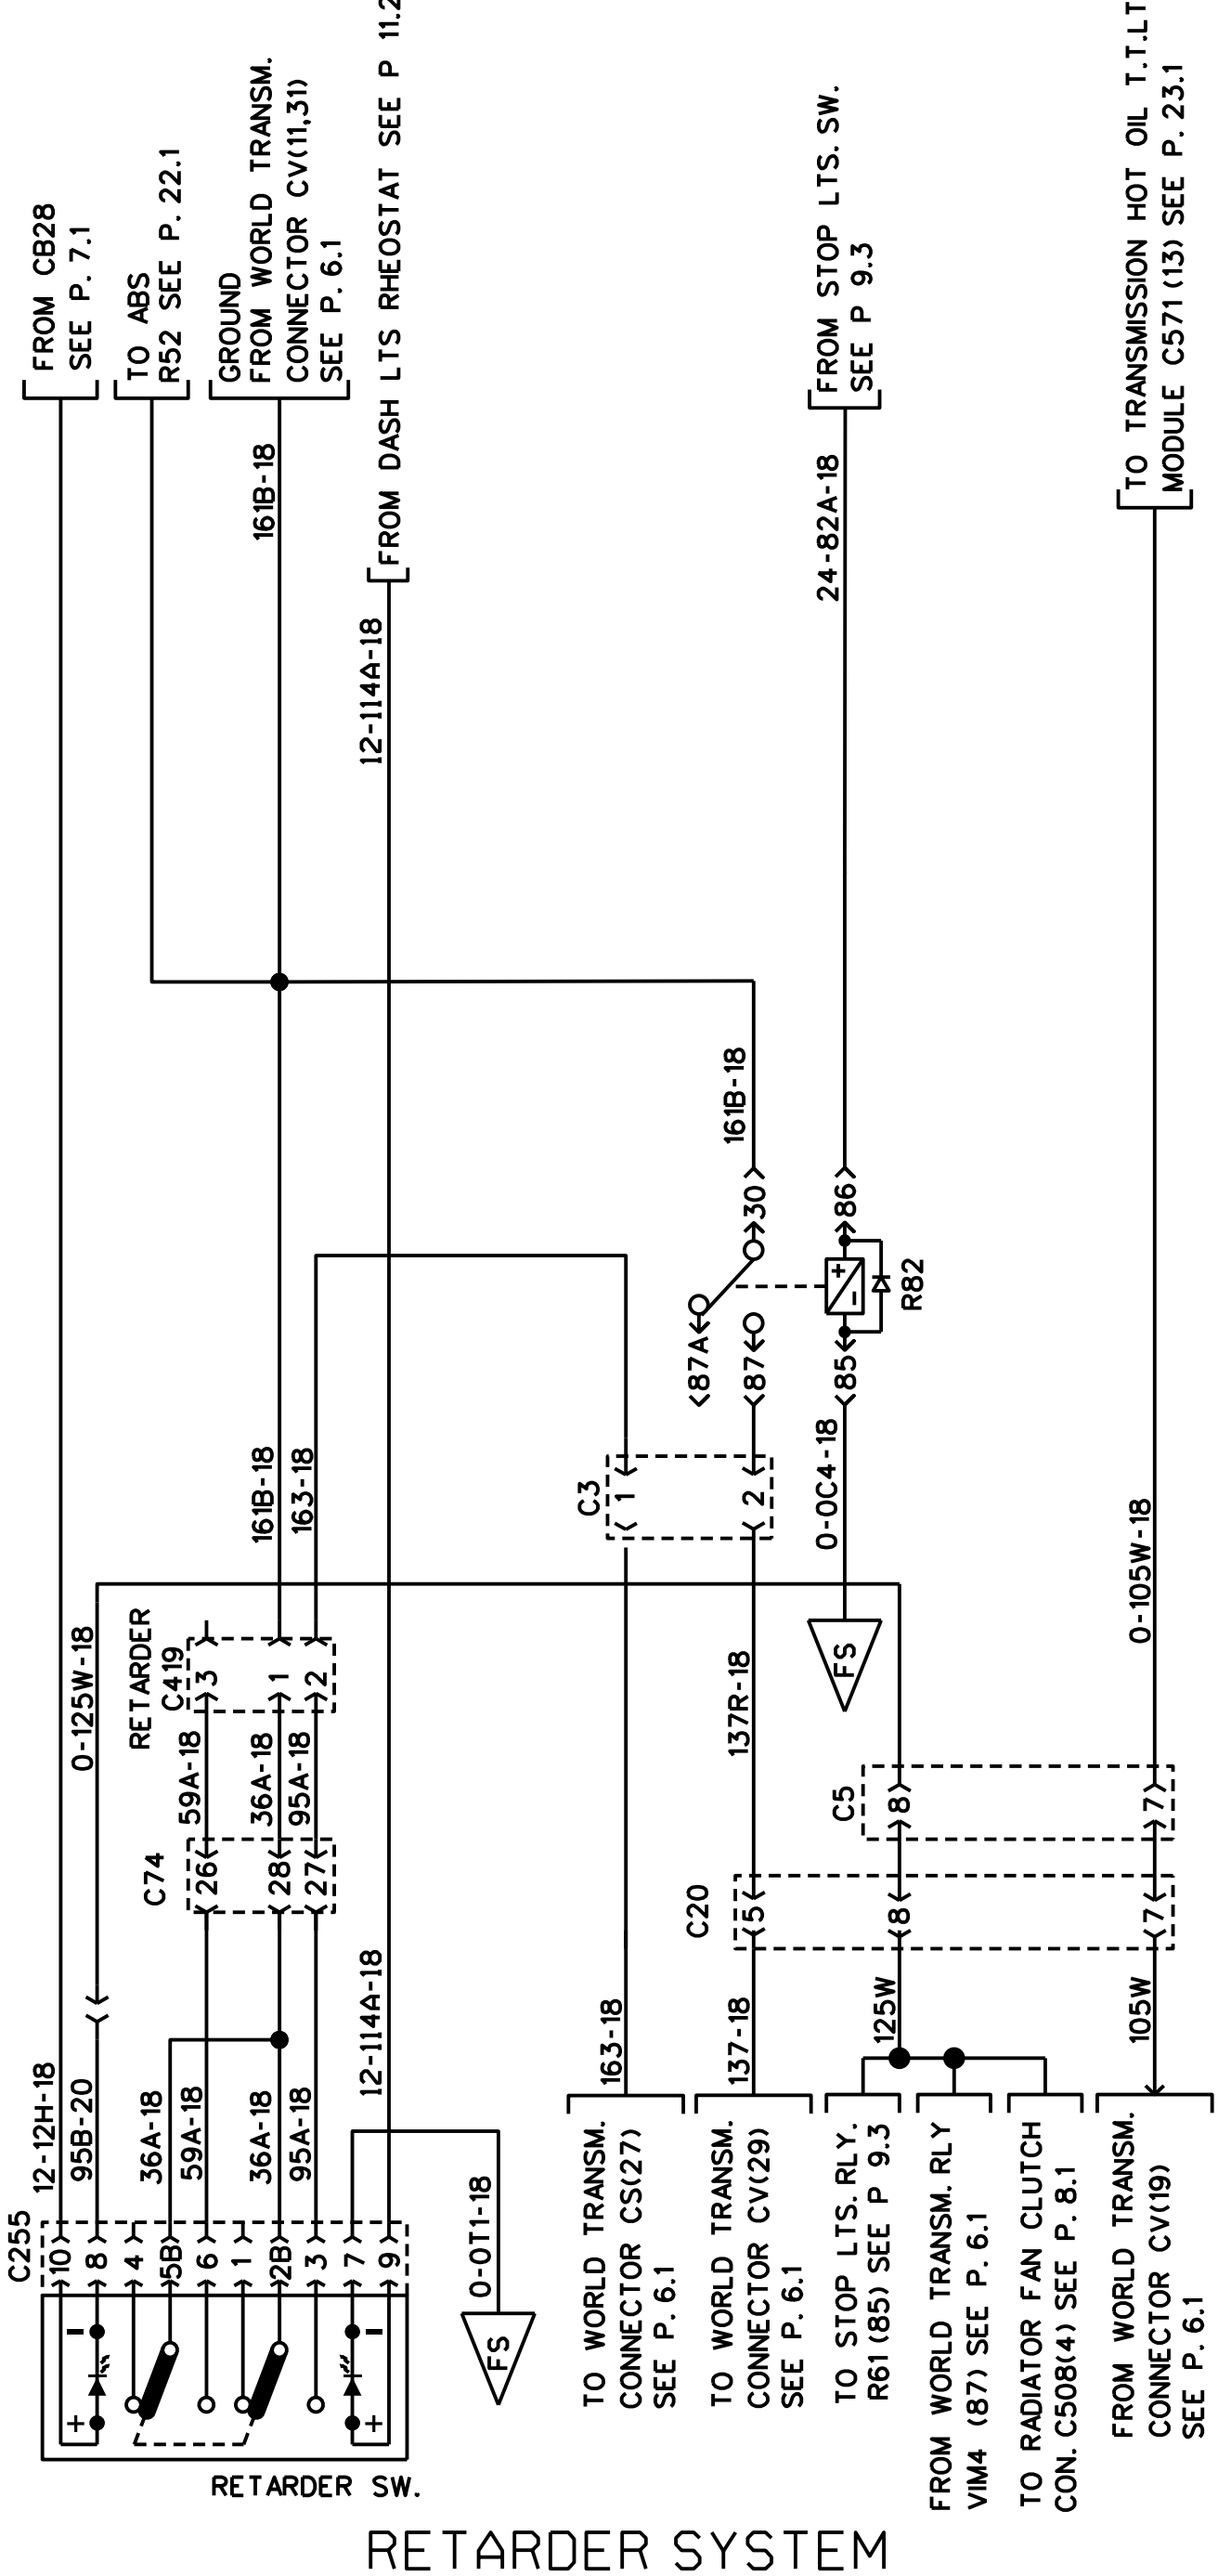 RETARDER SYSTEM
RETARDER SW.
C255
10
8
4
5B
6
1
2B
3
7
9
+
+
12-12H-18
95B-20
36A-18
59A-18
36A-18
95A-18
12-114A-18
0-0T1-18
FS
0-125W-18
C74
26
28
27
59A-18
36A-18
95A-18
RETARDER
C419
3
1
2
161B-18
163-18
161B-18
12-114A-18
FROM CB28
SEE P. 7.1
TO ABS
R52 SEE P. 22.1
GROUND
FROM WORLD TRANSM.
CONNECTOR CV(11,31)
SEE P. 6.1
FROM DASH LTS RHEOSTAT SEE P 11.2
TO WORLD TRANSM.
CONNECTOR CS(27)
SEE P. 6.1
163-18
TO WORLD TRANSM.
CONNECTOR CV(29)
SEE P. 6.1
137-18
C20
5
8
7
137R-18
C3
1
2
87A
87
30
161B-18
85
86
+
-
R82
0-0C4-18
FS
24-82A-18
FROM STOP LTS. SW.
SEE P 9.3
TO STOP LTS. RLY.
R61 (85) SEE P 9.3
FROM WORLD TRANSM. RLY
VIM4 (87) SEE P. 6.1
TO RADIATOR FAN CLUTCH
CON. C508(4) SEE P. 8.1
125W
C5
8
7
FROM WORLD TRANSM.
CONNECTOR CV(19)
SEE P. 6.1
105W
0-105W-18
TO TRANSMISSION HOT OIL T.T.LT
MODULE C571 (13) SEE P. 23.1